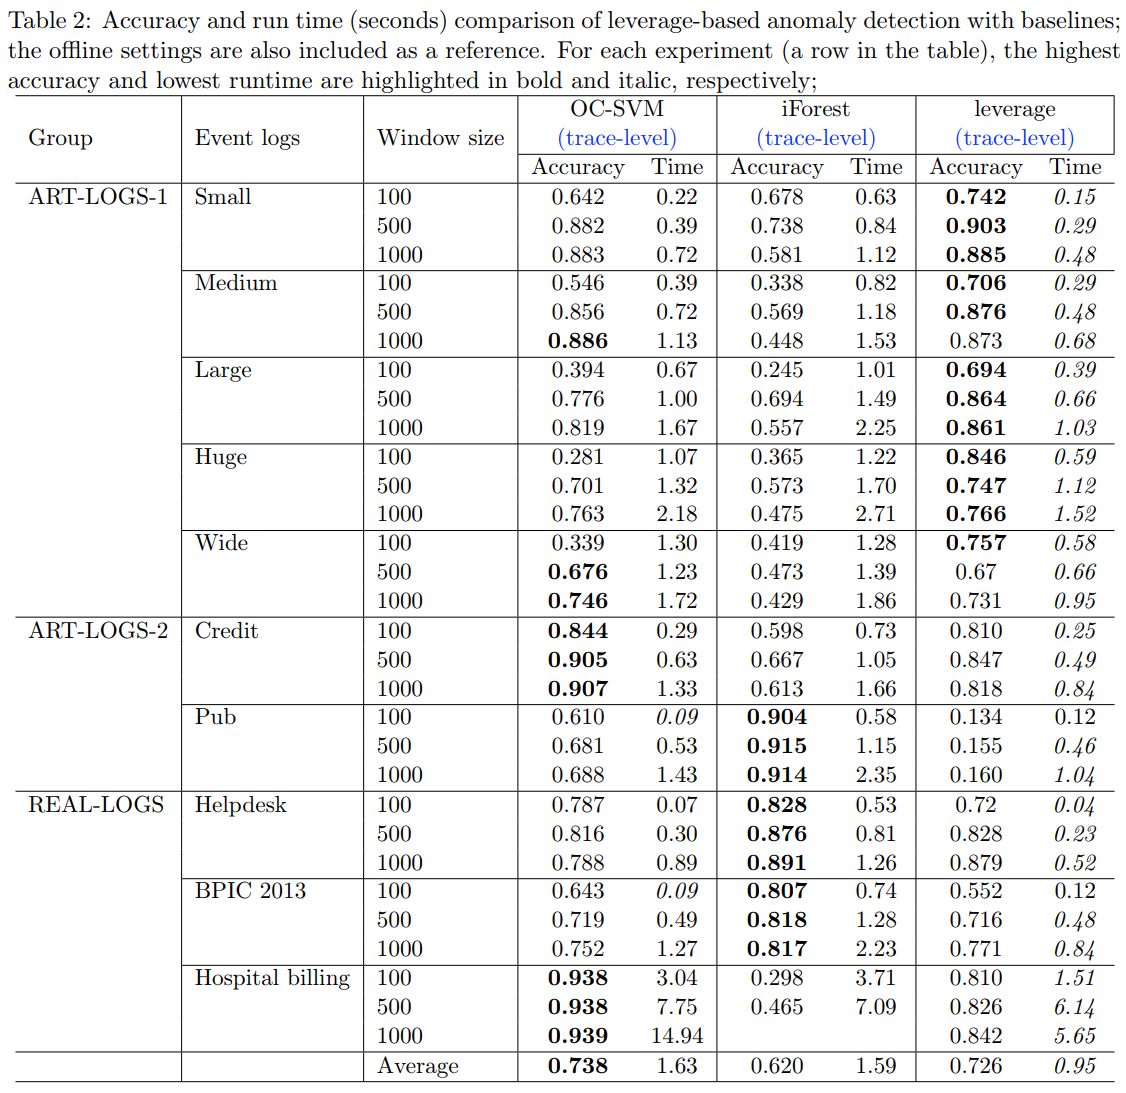 Table 2: Accuracy and run time (seconds) comparison of leverage-based anomaly detection with baselines;
the offline settings are also included as a reference. For each experiment (a row in the table), the highest
accuracy and lowest runtime are highlighted in bold and italic, respectively;
OC-SVM iForest leverage
Group Event logs Window size (trace-level) (trace-level) (trace-level)
Accuracy Time Accuracy Time Accuracy Time
ART-LOGS-1 Small 100 0.642 0.22 0.678 0.63 0.742 0.15
500 0.882 0.39 0.738 0.84 0.903 0.29
1000 0.883 0.72 0.581 1.12 0.885 0.48
Medium 100 0.546 0.39 0.338 0.82 0.706 0.29
500 0.856 0.72 0.569 1.18 0.876 0.48
1000 0.886 1.13 0.448 1.53 0.873 0.68
Large 100 0.394 0.67 0.245 1.01 0.694 0.39
500 0.776 1.00 0.694 1.49 0.864 0.66
1000 0.819 1.67 0.557 2.25 0.861 1.03
Huge 100 0.281 1.07 0.365 1.22 0.846 0.59
500 0.701 1.32 0.573 1.70 0.747 1.12
1000 0.763 2.18 0.475 2.71 0.766 1.52
Wide 100 0.339 1.30 0.419 1.28 0.757 0.58
500 0.676 1.23 0.473 1.39 0.67 0.66
1000 0.746 1.72 0.429 1.86 0.731 0.95
ART-LOGS-2 Credit 100 0.844 0.29 0.598 0.73 0.810 0.25
500 0.905 0.63 0.667 1.05 0.847 0.49
1000 0.907 1.33 0.613 1.66 0.818 0.84
Pub 100 0.610 0.09 0.904 0.58 0.134 0.12
500 0.681 0.53 0.915 1.15 0.155 0.46
1000 0.688 1.43 0.914 2.35 0.160 1.04
REAL-LOGS Helpdesk 100 0.787 0.07 0.828 0.53 0.72 0.04
500 0.816 0.30 0.876 0.81 0.828 0.23
1000 0.788 0.89 0.891 1.26 0.879 0.52
BPIC 2013 100 0.643 0.09 0.807 0.74 0.552 0.12
500 0.719 0.49 0.818 1.28 0.716 0.48
1000 0.752 1.27 0.817 2.23 0.771 0.84
Hospital billing 100 0.938 3.04 0.298 3.71 0.810 1.51
500 0.938 7.75 0.465 7.09 0.826 6.14
1000 0.939 14.94 0.842 5.65
Average 0.738 1.63 0.620 1.59 0.726 0.95